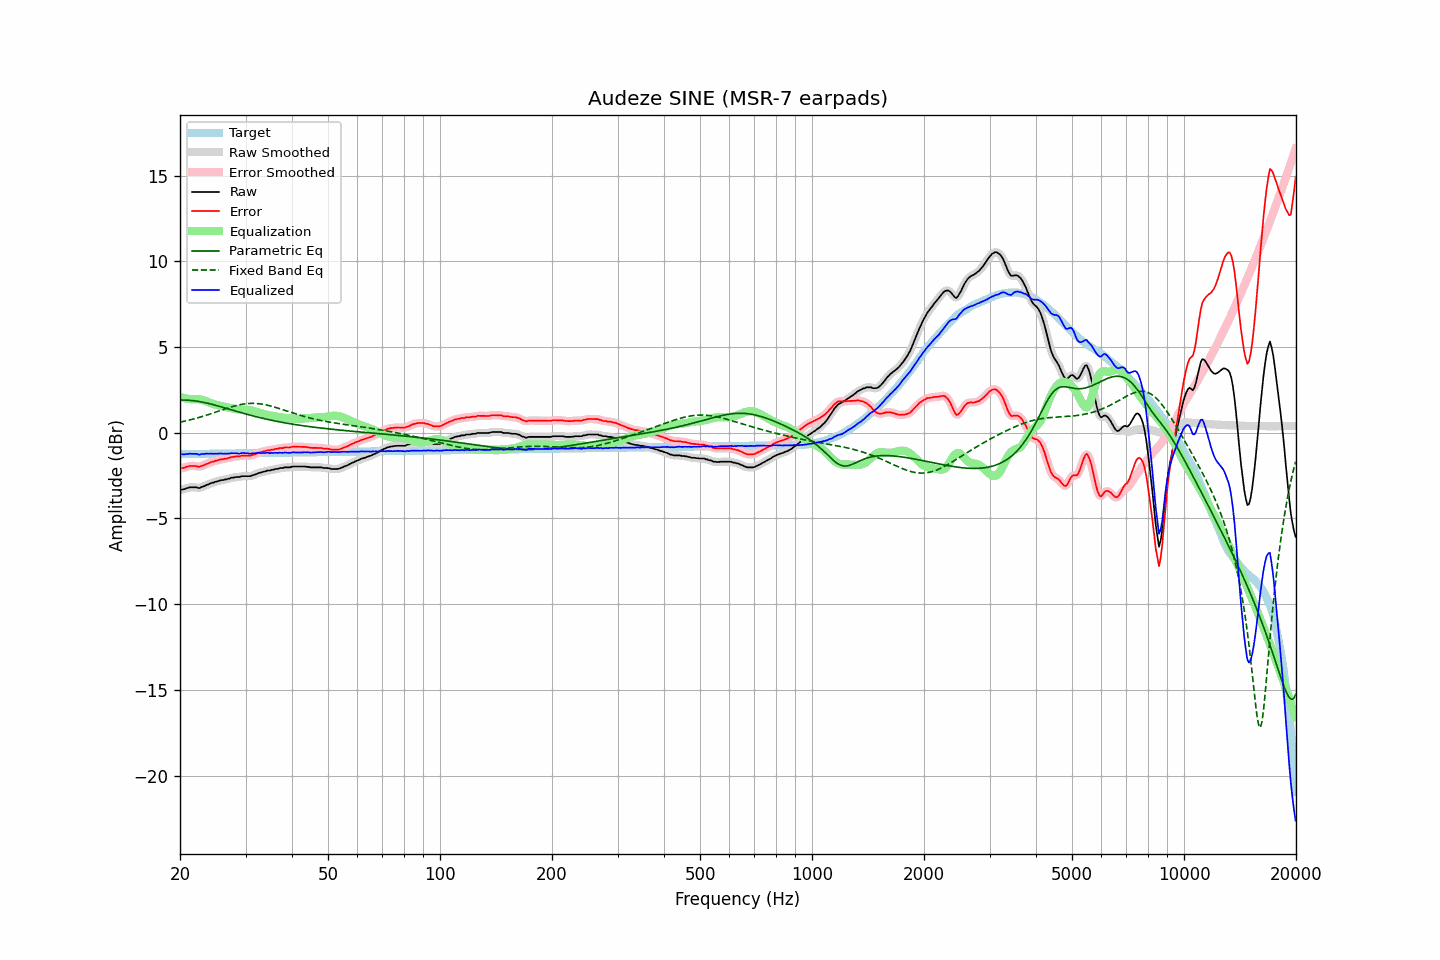 Audeze SINE (MSR-7 earpads)
Target
Raw Smoothed
Error Smoothed
Raw
Error
Equalization
Parametric Eq
Fixed Band Eq
Equalized
15
10
5
0
−5
−10
−15
−20
Amplitude (dBr)
20 50 100 200 500 1000 2000 5000 10000 20000
Frequency (Hz)